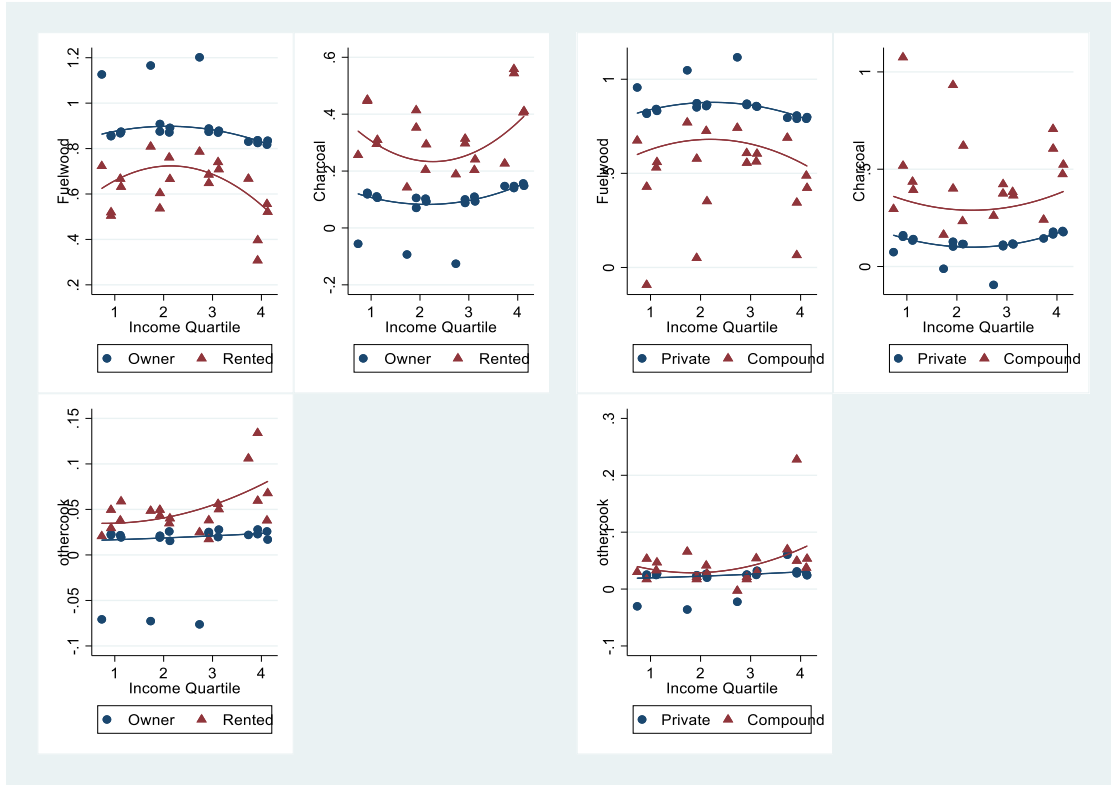 Fuelwood
1.2
1
.8
.6
.4
.2
1 2 3 4
Income Quartile
Owner Rented
Charcoal
.6
.4
.2
0
-.2
1 2 3 4
Income Quartile
Owner Rented
othercook
.15
.1
.05
0
-.05
-.1
1 2 3 4
Income Quartile
Owner Rented
Fuelwood
1
.5
0
1 2 3 4
Income Quartile
Private Compound
Charcoal
1
.5
0
1 2 3 4
Income Quartile
Private Compound
othercook
.3
.2
.1
0
-.1
1 2 3 4
Income Quartile
Private Compound